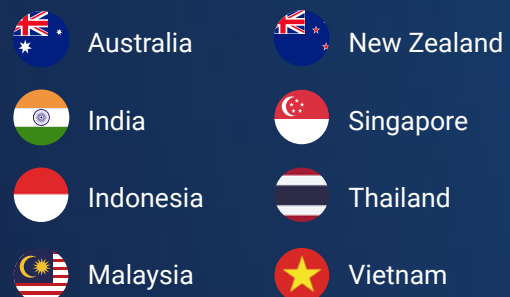 Australia
New Zealand
India
Singapore
Indonesia
Thailand
Malaysia
Vietnam